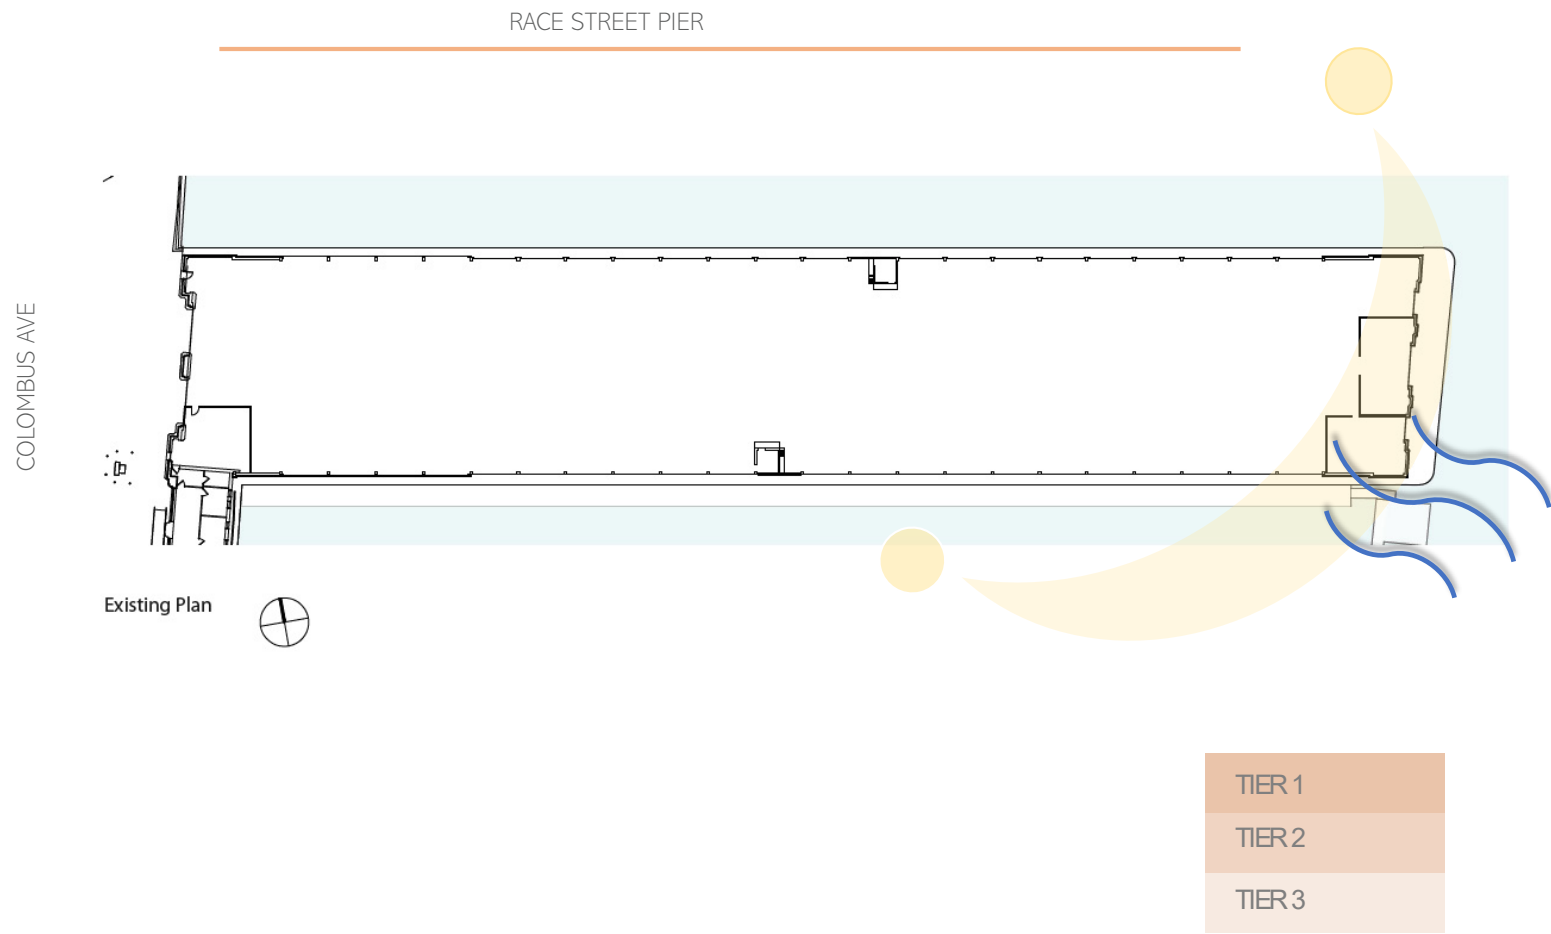 RACE STREET PIER
COLOMBUS AVE
Existing Plan
TIER 1
TIER 2
TIER 3